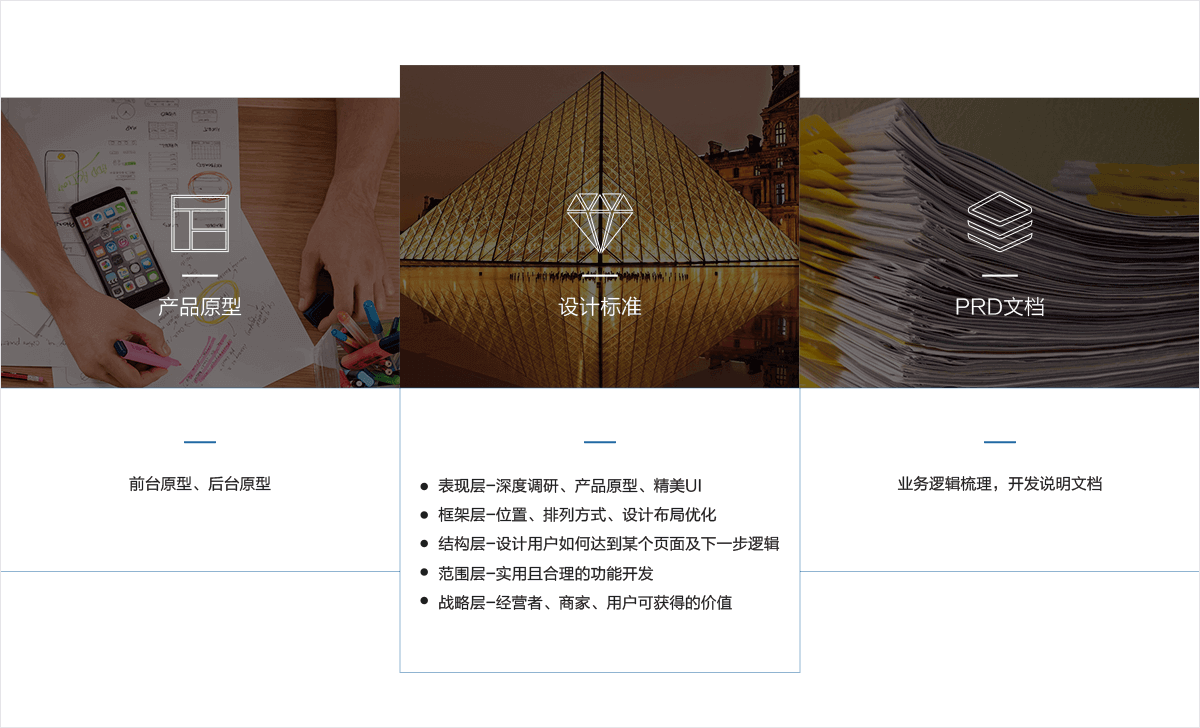 产品原型
设计标准
PRD文档
前台原型、后台原型
● 表现层–深度调研、产品原型、精美UI
● 框架层–位置、排列方式、设计布局优化
● 结构层–设计用户如何达到某个页面及下一步逻辑
● 范围层–实用且合理的功能开发
● 战略层–经营者、商家、用户可获得的价值
业务逻辑梳理，开发说明文档